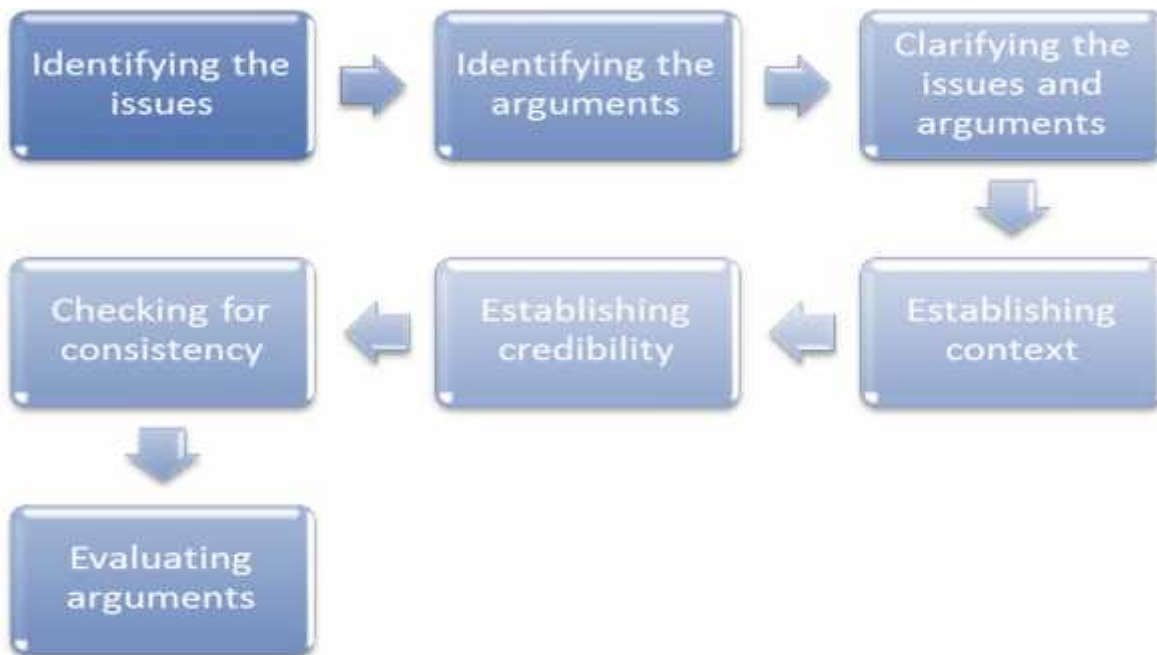 Identifying the
issues
Identifying the
arguments
Clarifying the
issues and
arguments
Establishing
context
Establishing
credibility
Checking for
consistency
Evaluating
arguments